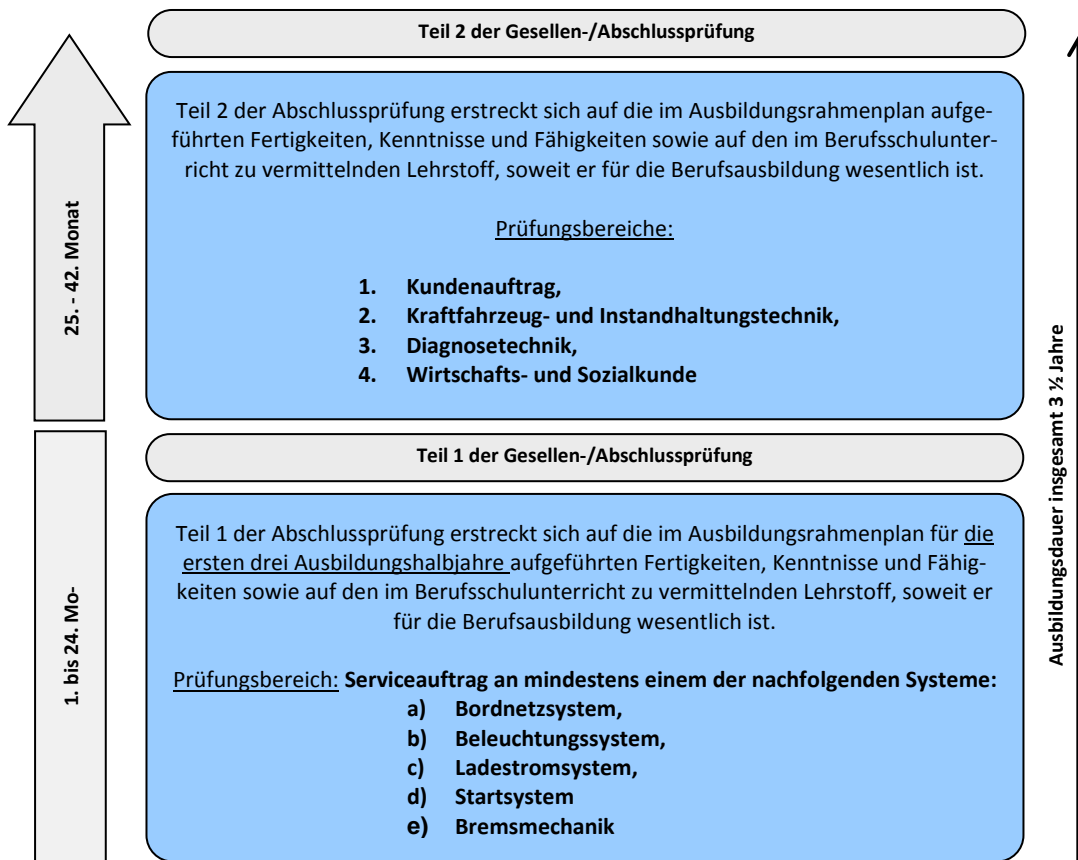 Teil 2 der Gesellen-/Abschlussprüfung
Teil 2 der Abschlussprüfung erstreckt sich auf die im Ausbildungsrahmenplan aufge-
führten Fertigkeiten, Kenntnisse und Fähigkeiten sowie auf den im Berufsschulunter-
richt zu vermittelnden Lehrstoff, soweit er für die Berufsausbildung wesentlich ist.
Prüfungsbereiche:
1. Kundenauftrag,
2. Kraftfahrzeug- und Instandhaltungstechnik,
3. Diagnosetechnik,
4. Wirtschafts- und Sozialkunde
25. - 42. Monat
Teil 1 der Gesellen-/Abschlussprüfung
Teil 1 der Abschlussprüfung erstreckt sich auf die im Ausbildungsrahmenplan für die
ersten drei Ausbildungshalbjahre aufgeführten Fertigkeiten, Kenntnisse und Fähig-
keiten sowie auf den im Berufsschulunterricht zu vermittelnden Lehrstoff, soweit er
für die Berufsausbildung wesentlich ist.
Prüfungsbereich: Serviceauftrag an mindestens einem der nachfolgenden Systeme:
a) Bordnetzsystem,
b) Beleuchtungssystem,
c) Ladestromsystem,
d) Startsystem
e) Bremsmechanik
1. bis 24. Mo-
Ausbildungsdauer insgesamt 3 ½ Jahre